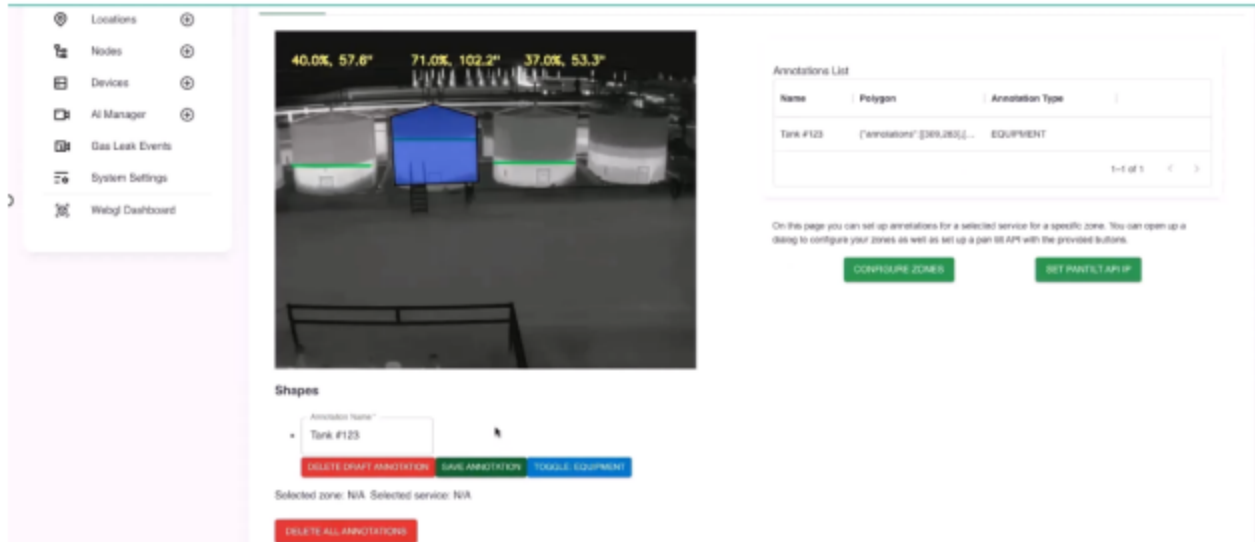 Locations
Nodes
Devices
AI Manager
Gas Leak Events
System Settings
Webgl Dashboard
40.0%, 57.6" 71.0%, 102.2" 37.0%, 53.3"
Shapes
Annotation Name *
Tank #123
DELETE DRAFT ANNOTATION SAVE ANNOTATION TOGGLE: EQUIPMENT
Selected zone: N/A Selected service: N/A
DELETE ALL ANNOTATIONS
Annotations List
Name Polygon Annotation Type
Tank #123 {"annotations":[[309,263],[... EQUIPMENT
1–1 of 1
On this page you can set up annotations for a selected service for a specific zone. You can open up a
dialog to configure your zones as well as set up a pan tilt API with the provided buttons.
CONFIGURE ZONES SET PANTILT API IP